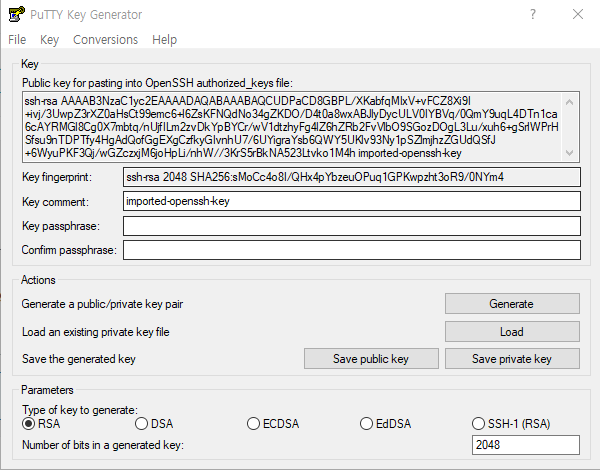 PuTTY Key Generator
File Key Conversions Help
Key
Public key for pasting into OpenSSH authorized_keys file:
ssh-rsa AAAAB3NzaC1yc2EAAAADAQABAAABAQCUDPaCD8GBPL/XKabfqMlxV+vFCZ8Xi9l
+ivj/3UwpZ3rXZ0aHsCt99emc6+l6ZsKFNQdNo34gZKDO/D4t0a8wxABJlyDycULV0IYBVq/0QmY9uqL4DTn1ca
6cAYRMGl8Cg0X7mbtq/nUjfILm2zvDkYpBYCr/wV1dtzhyFg4lZ6hZRb2FvVlbO9SGozDOgL3Lu/xuh6+gSrlWPrH
Sfsu9nTDPTfy4HgAdQofGgEXgCzfkyGIvnhU7/6UYigraYsb6QWY5UKlv93Ny1pSZlmjhzZGUdQSfJ
+6WyuPKF3Qj/wGZczxjM6joHpLi/nhW//3KrS5rBkNA523Ltvko1M4h imported-openssh-key
Key fingerprint: ssh-rsa 2048 SHA256:sMoCc4o8I/QHx4pYbzeuOPuq1GPKwpzht3oR9/0NYm4
Key comment: imported-openssh-key
Key passphrase:
Confirm passphrase:
Actions
Generate a public/private key pair Generate
Load an existing private key file Load
Save the generated key Save public key Save private key
Parameters
Type of key to generate:
RSA DSA ECDSA EdDSA SSH-1 (RSA)
Number of bits in a generated key: 2048